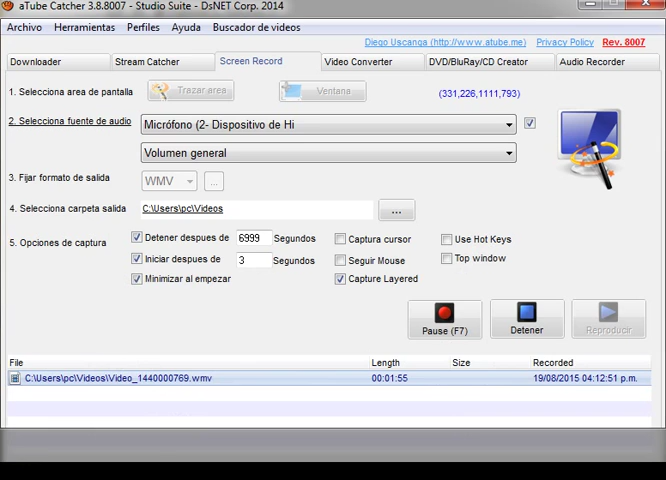 aTube Catcher 3.8.8007 - Studio Suite - DsNET Corp. 2014
Archivo Herramientas Perfiles Ayuda Buscador de videos
Diego Uscanga (http://www.atube.me) Privacy Policy Rev. 8007
Downloader Stream Catcher Screen Record Video Converter DVD/BluRay/CD Creator Audio Recorder
1. Selecciona area de pantalla Trazar area Ventana (331,226,1111,793)
2. Selecciona fuente de audio Micrófono (2- Dispositivo de Hi
Volumen general
3. Fijar formato de salida WMV ...
4. Selecciona carpeta salida C:\Users\pc\Videos ...
5. Opciones de captura Detener despues de 6999 Segundos Captura cursor Use Hot Keys
Iniciar despues de 3 Segundos Seguir Mouse Top window
Minimizar al empezar Capture Layered
Pause (F7) Detener Reproducir
File Length Size Recorded
C:\Users\pc\Videos\Video_1440000769.wmv 00:01:55 19/08/2015 04:12:51 p.m.